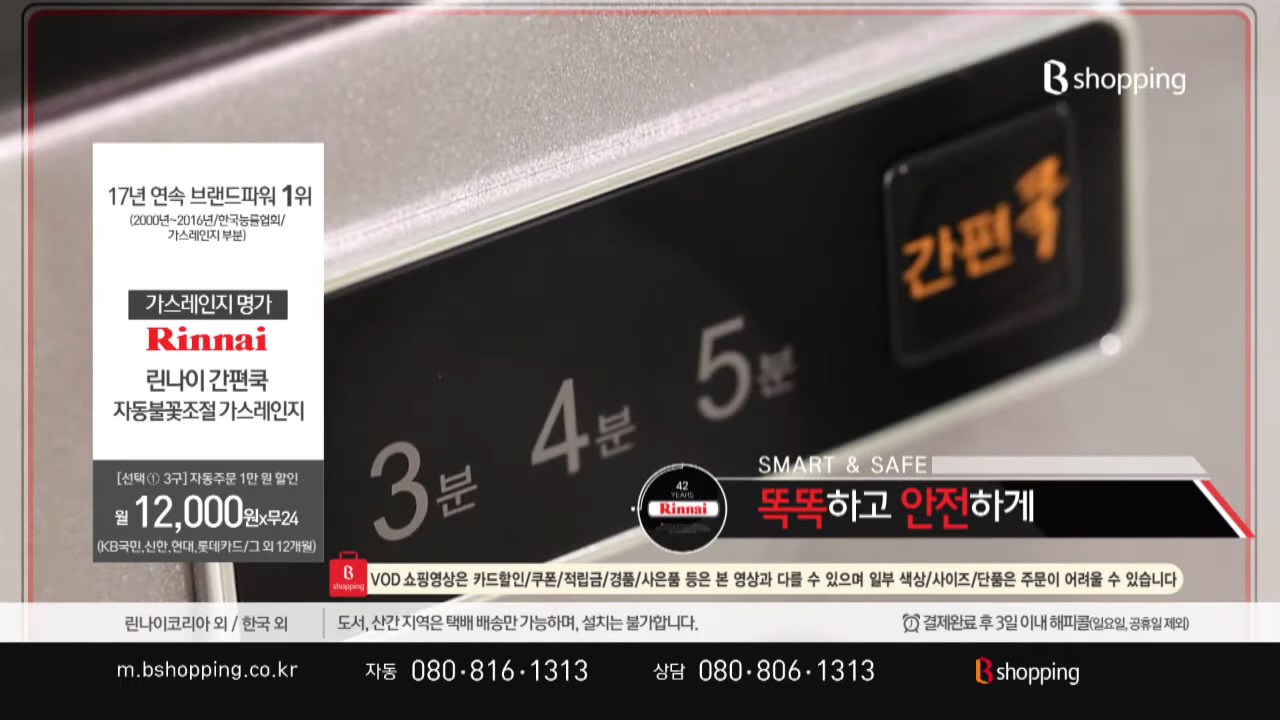 B shopping
17년 연속 브랜드파워 1위
(2000년~2016년/한국능률협회/
가스레인지 부분)
가스레인지 명가
Rinnai
린나이 간편쿡
자동불꽃조절 가스레인지
[선택① 3구] 자동주문 1만 원 할인
월 12,000원x무24
(KB국민,신한,현대,롯데카드/그 외 12개월)
간편쿡
3분 4분 5분
SMART & SAFE
42
YEARS
Rinnai
똑똑하고 안전하게
B
shopping
VOD 쇼핑영상은 카드할인/쿠폰/적립금/경품/사은품 등은 본 영상과 다를 수 있으며 일부 색상/사이즈/단품은 주문이 어려울 수 있습니다
린나이코리아 외 / 한국 외
도서, 산간 지역은 택배 배송만 가능하며, 설치는 불가합니다.
결제완료 후 3일 이내 해피콜(일요일, 공휴일 제외)
m.bshopping.co.kr
자동 080·816·1313
상담 080·806·1313
B shopping